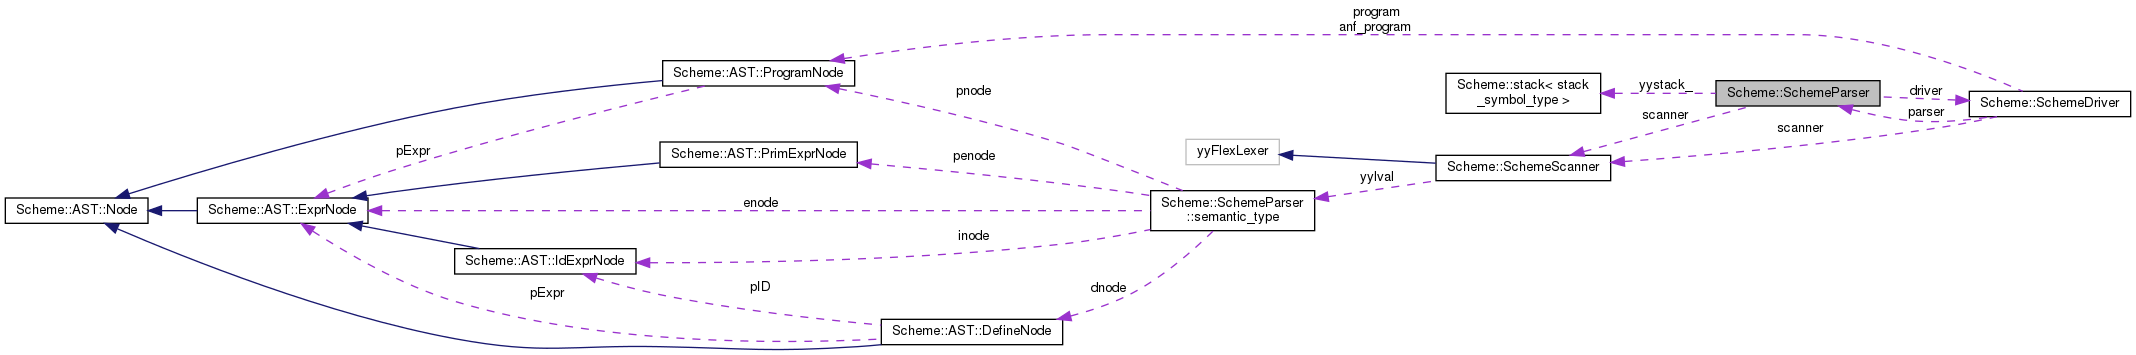 program
anf_program
Scheme::AST::ProgramNode
pnode
Scheme::stack< stack
_symbol_type >
yystack_
Scheme::SchemeParser
driver
Scheme::SchemeDriver
parser
scanner
scanner
pExpr
Scheme::AST::PrimExprNode
penode
yyFlexLexer
Scheme::SchemeScanner
yylval
Scheme::AST::Node
Scheme::AST::ExprNode
enode
Scheme::SchemeParser
::semantic_type
inode
Scheme::AST::IdExprNode
pExpr
pID
dnode
Scheme::AST::DefineNode